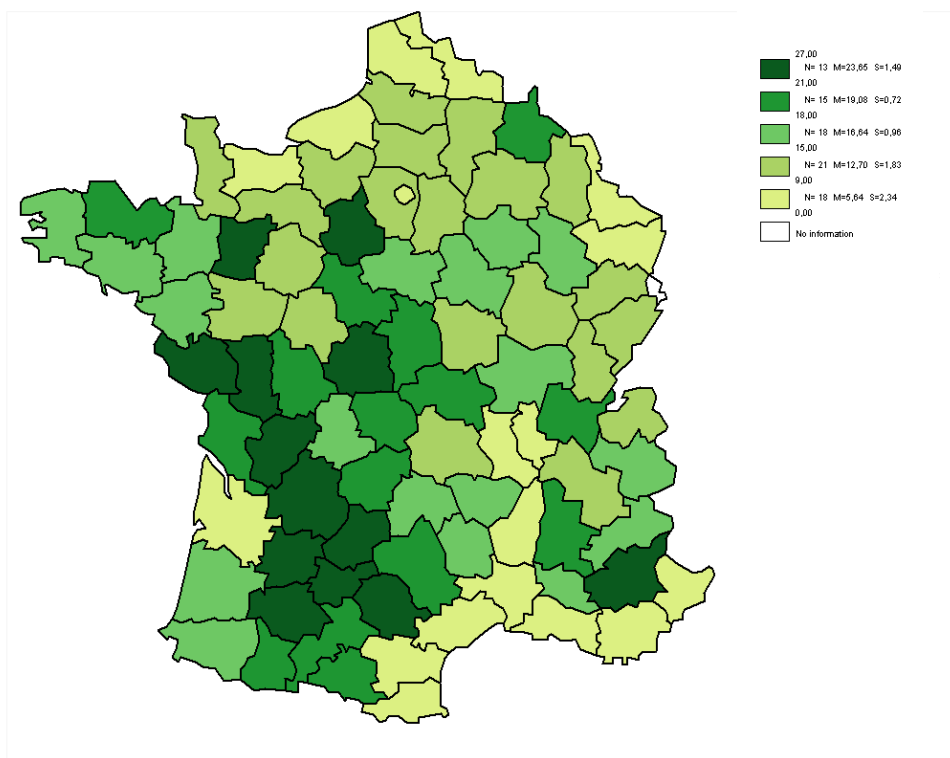 27,00
N= 13 M=23,65 S=1,49
21,00
N= 15 M=19,08 S=0,72
18,00
N= 18 M=16,64 S=0,96
15,00
N= 21 M=12,70 S=1,83
9,00
N= 18 M=5,64 S=2,34
0,00
No information